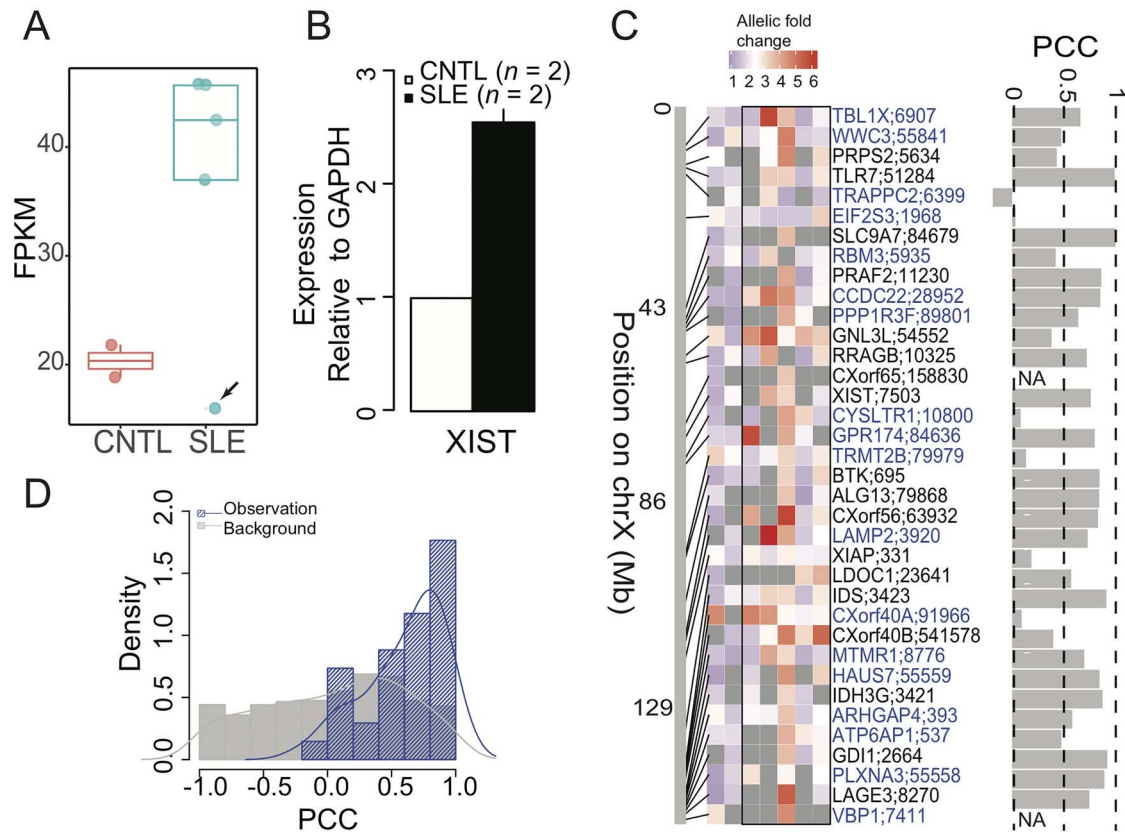 A
FPKM
40
30
20
CNTL SLE
B
Expression
Relative to GAPDH
3
2
1
0
CNTL (n = 2)
SLE (n = 2)
XIST
C
Allelic fold
change
1 2 3 4 5 6
PCC
0 0.5 1
Position on chrX (Mb)
0
43
86
129
TBL1X;6907
WWC3;55841
PRPS2;5634
TLR7;51284
TRAPPC2;6399
EIF2S3;1968
SLC9A7;84679
RBM3;5935
PRAF2;11230
CCDC22;28952
PPP1R3F;89801
GNL3L;54552
RRAGB;10325
CXorf65;158830
NA
XIST;7503
CYSLTR1;10800
GPR174;84636
TRMT2B;79979
BTK;695
ALG13;79868
CXorf56;63932
LAMP2;3920
XIAP;331
LDOC1;23641
IDS;3423
CXorf40A;91966
CXorf40B;541578
MTMR1;8776
HAUS7;55559
IDH3G;3421
ARHGAP4;393
ATP6AP1;537
GDI1;2664
PLXNA3;55558
LAGE3;8270
VBP1;7411
NA
D
Density
2.0
1.5
1.0
0.5
0.0
Observation
Background
-1.0 0.0 0.5 1.0
PCC